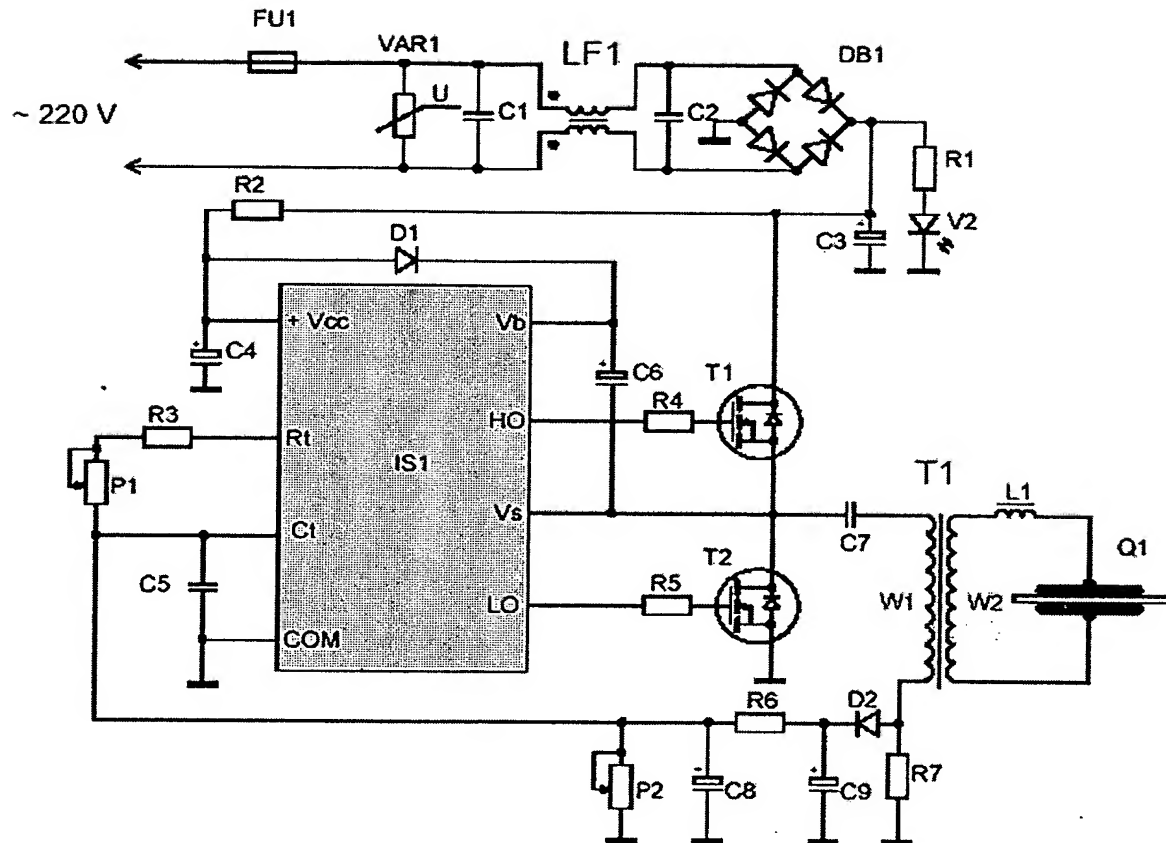 FU1
VAR1
LF1
DB1
~ 220 V
U
C1
C2
R1
R2
D1
C3
V2
+ Vcc
Vb
C4
C6
T1
R3
HO
R4
Rt
IS1
P1
Vs
T1
L1
Ct
C7
Q1
T2
C5
R5
LO
W1
W2
COM
R6
D2
P2
C8
C9
R7